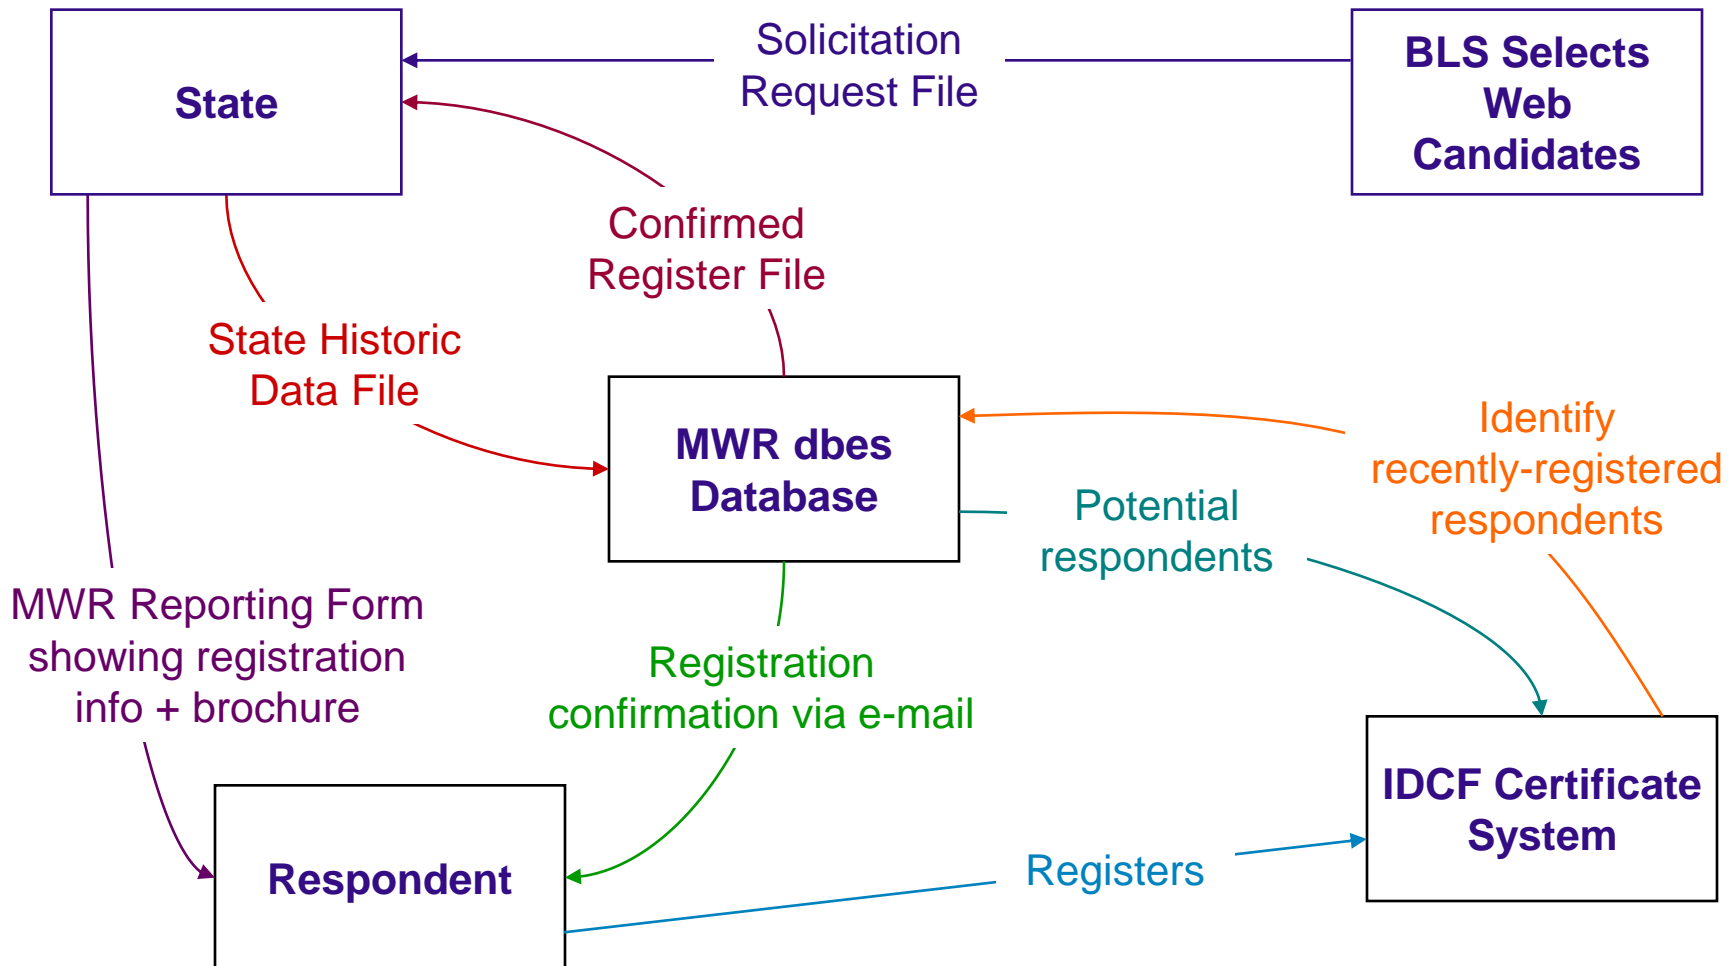 State
Solicitation
Request File
BLS Selects
Web
Candidates
Confirmed
Register File
State Historic
Data File
MWR dbes
Database
Identify
recently-registered
respondents
Potential
respondents
MWR Reporting Form
showing registration
info + brochure
Registration
confirmation via e-mail
IDCF Certificate
System
Respondent
Registers